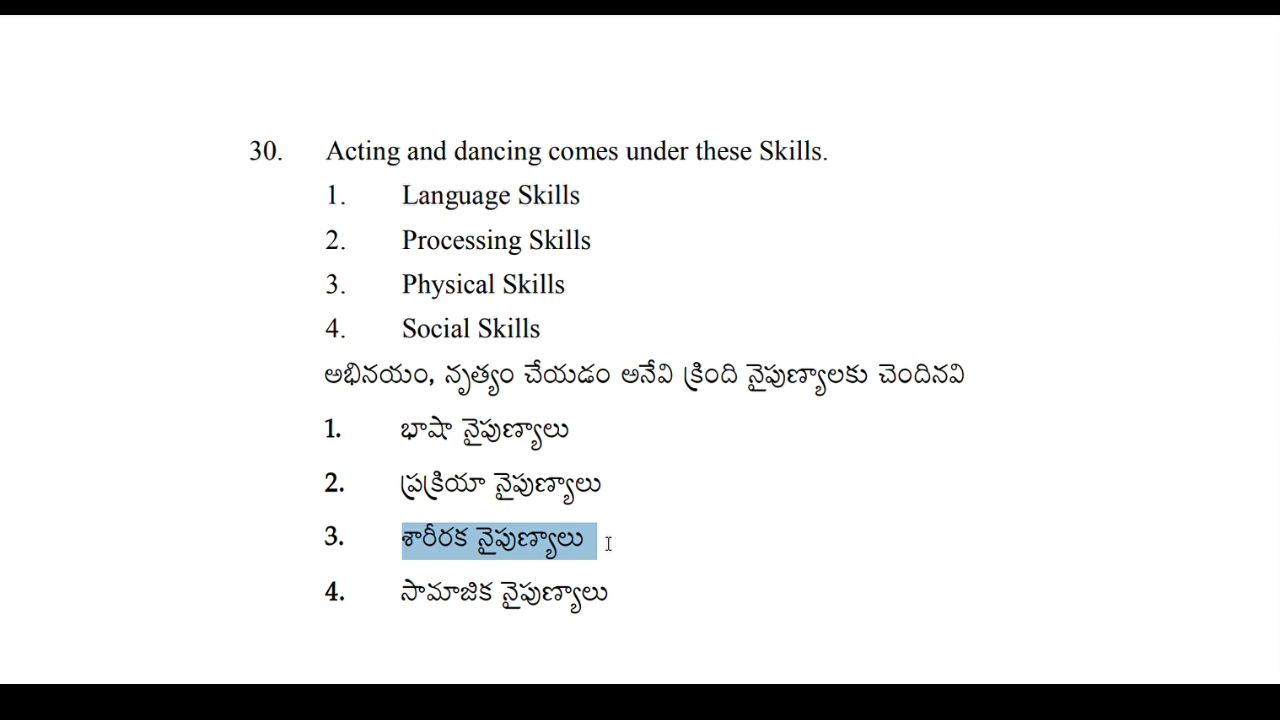 30. Acting and dancing comes under these Skills.
1. Language Skills
2. Processing Skills
3. Physical Skills
4. Social Skills
అభినయం, నృత్యం చేయడం అనేవి క్రింది నైపుణ్యాలకు చెందినవి
1. భాషా నైపుణ్యాలు
2. ప్రక్రియా నైపుణ్యాలు
3. శారీరక నైపుణ్యాలు
4. సామాజిక నైపుణ్యాలు